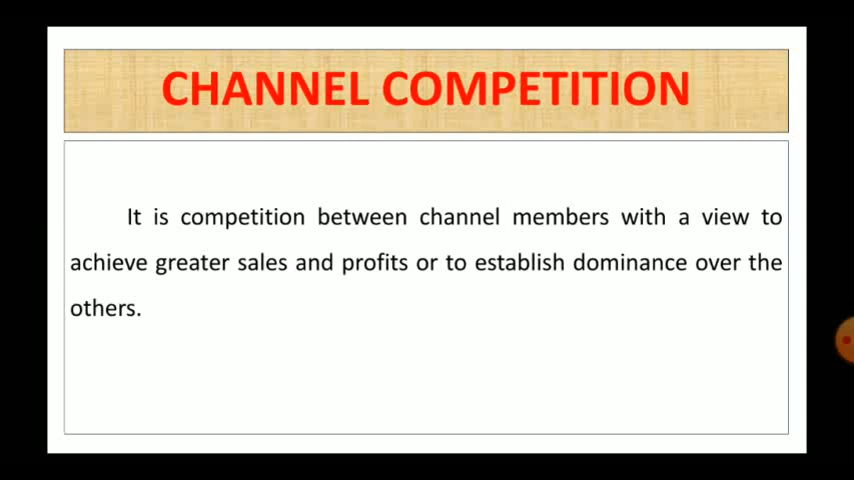 CHANNEL COMPETITION
It is competition between channel members with a view to
achieve greater sales and profits or to establish dominance over the
others.